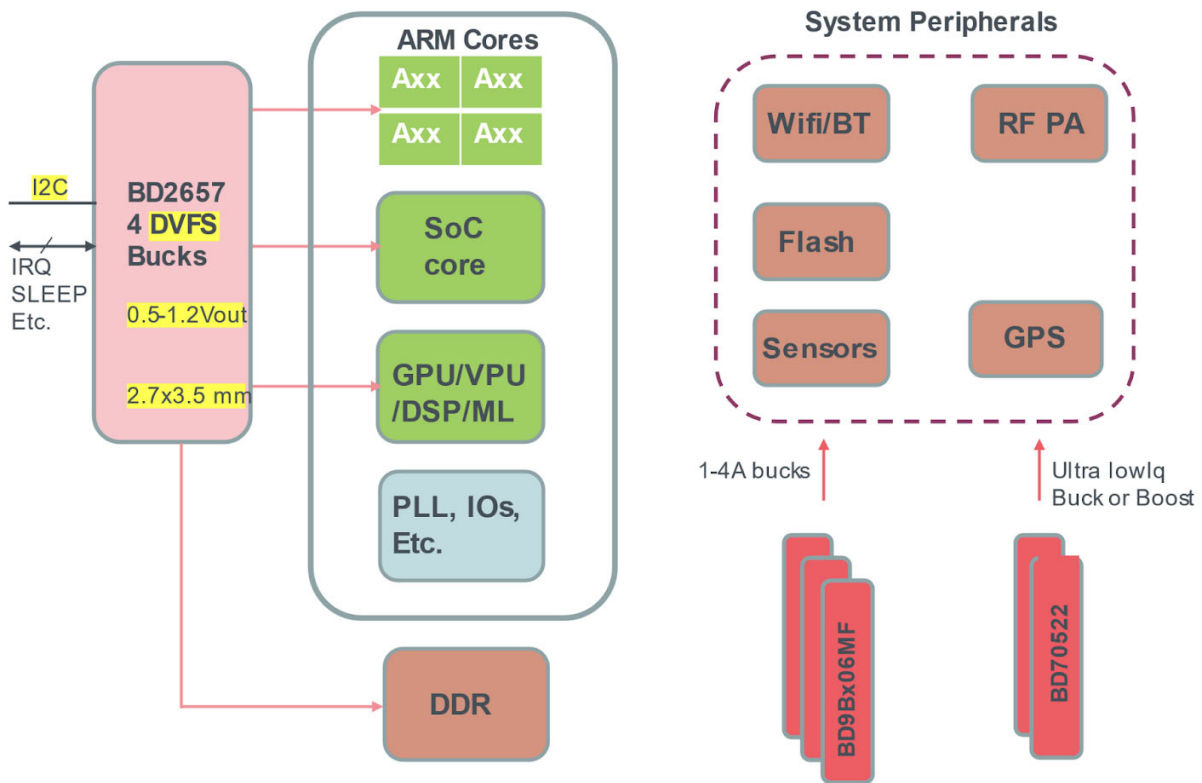 System Peripherals
ARM Cores
Axx Axx
Axx Axx
Wifi/BT
RF PA
I2C
BD2657
4 DVFS
Bucks
IRQ
SLEEP
Etc.
0.5-1.2Vout
2.7x3.5 mm
SoC
core
Flash
Sensors
GPS
GPU/VPU
/DSP/ML
PLL, IOs,
Etc.
DDR
1-4A bucks
Ultra lowIq
Buck or Boost
BD9Bx06MF
BD70522